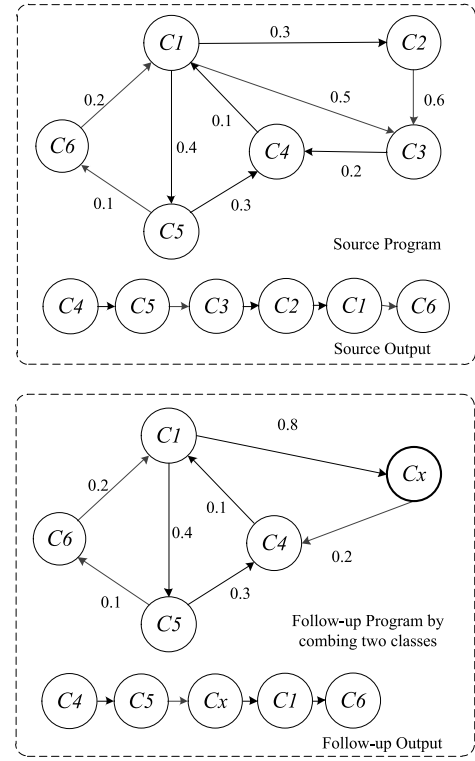 C1
0.3
C2
0.2
0.5
0.6
0.1
C6
0.4
C4
C3
0.2
0.1
0.3
C5
Source Program
C4 C5 C3 C2 C1 C6
Source Output
C1
0.8
Cx
0.2
0.1
C6
0.4
C4
0.2
0.1
0.3
C5
Follow-up Program by
combing two classes
C4 C5 Cx C1 C6
Follow-up Output